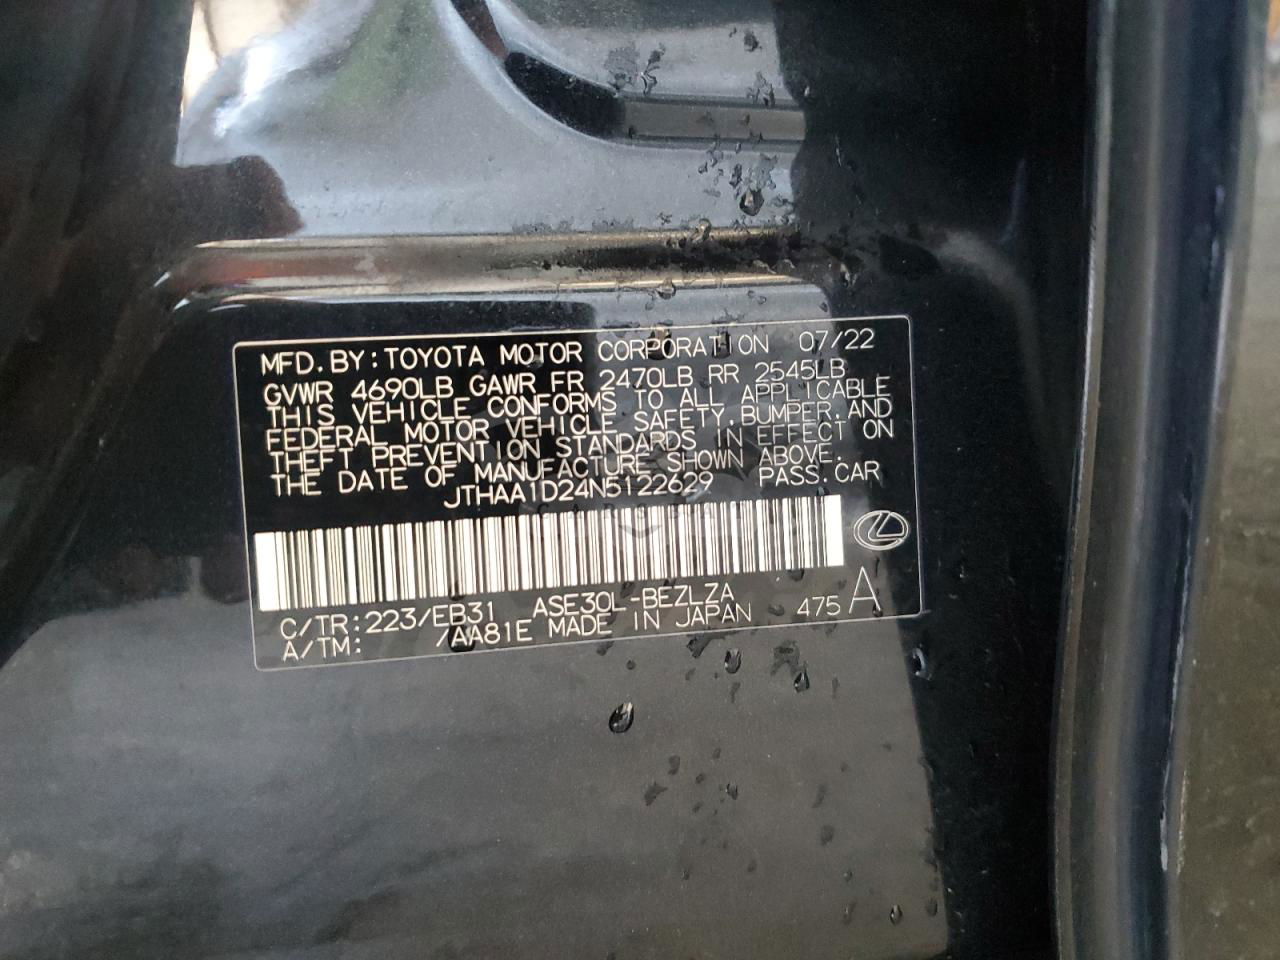 MFD. BY: TOYOTA MOTOR CORPORATION 07/22
GVWR 4690LB GAWR FR 2470LB RR 2545LB
THIS VEHICLE CONFORMS TO ALL APPLICABLE
FEDERAL MOTOR VEHICLE SAFETY, BUMPER, AND
THEFT PREVENTION STANDARDS IN EFFECT ON
THE DATE OF MANUFACTURE SHOWN ABOVE.
JTHAA1D24N5122629 PASS. CAR
C/TR: 223/EB31 ASE30L-BEZLZA
A/TM: /AA81E MADE IN JAPAN 475 A